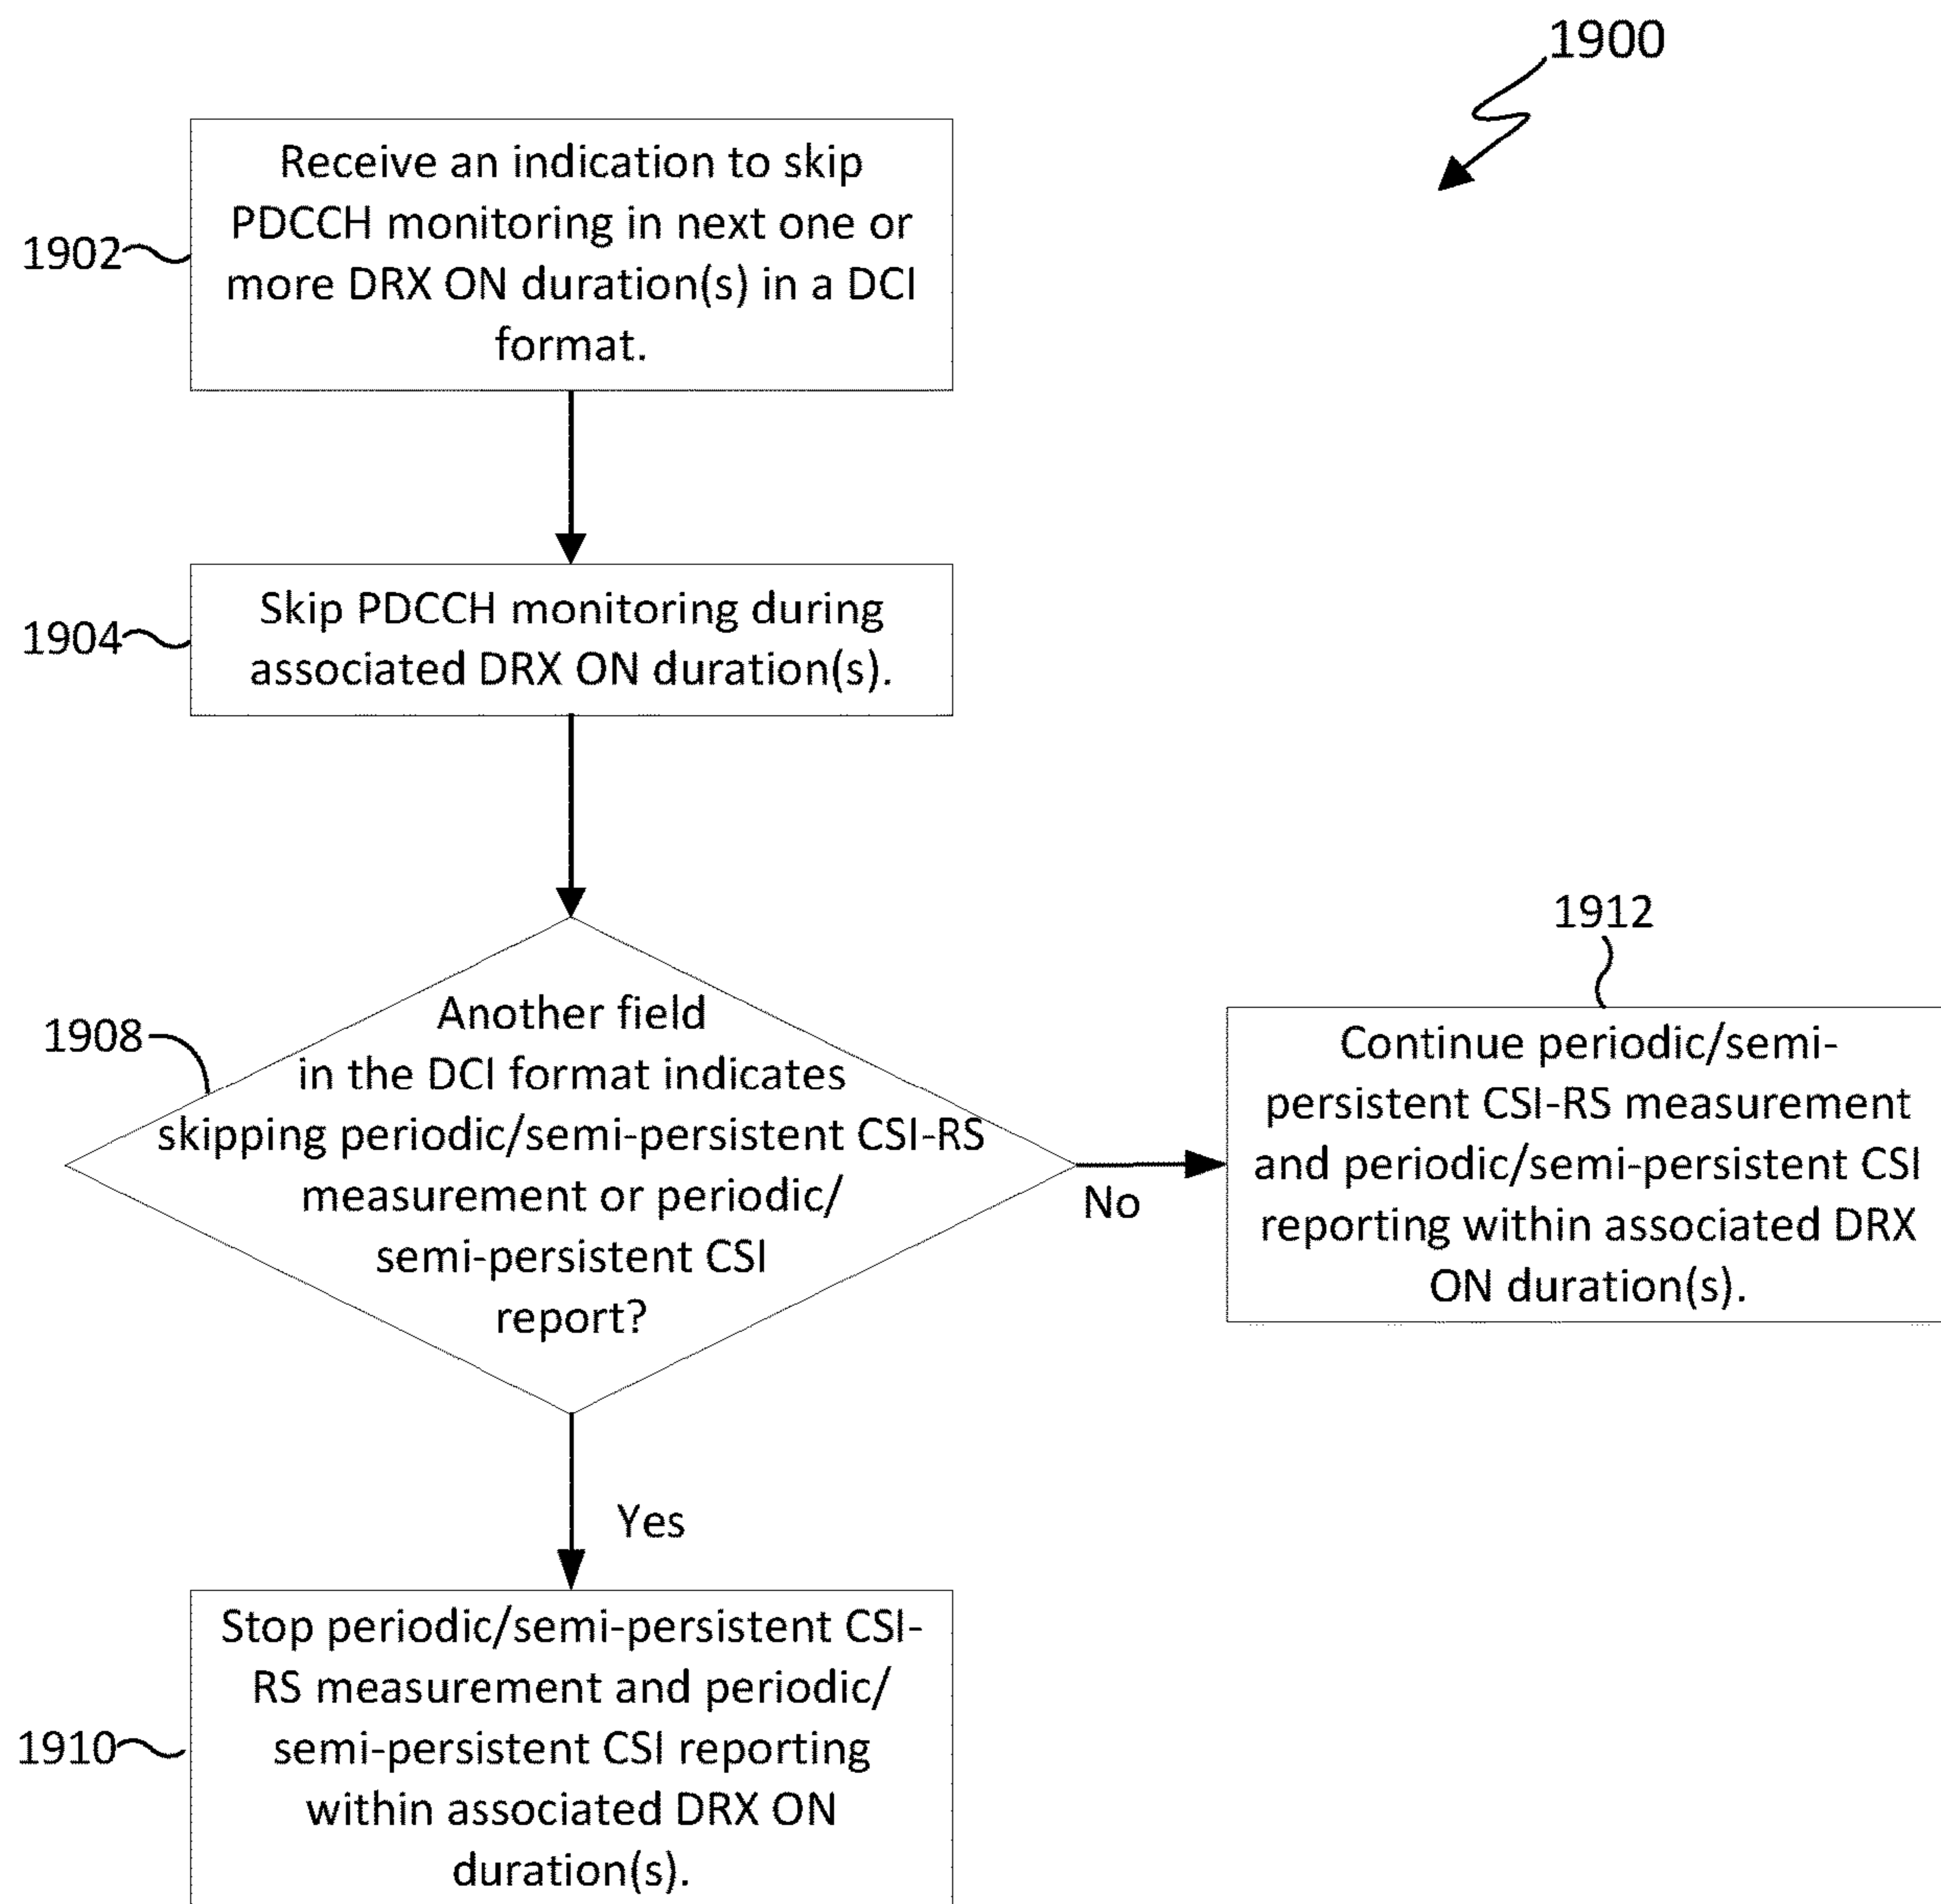 1900
Receive an indication to skip
PDCCH monitoring in next one or
more DRX ON duration(s) in a DCI
format.
1902
Skip PDCCH monitoring during
associated DRX ON duration(s).
1904
1908
Another field
in the DCI format indicates
skipping periodic/semi-persistent CSI-RS
measurement or periodic/
semi-persistent CSI
report?
No
1912
Continue periodic/semi-
persistent CSI-RS measurement
and periodic/semi-persistent CSI
reporting within associated DRX
ON duration(s).
Yes
Stop periodic/semi-persistent CSI-
RS measurement and periodic/
semi-persistent CSI reporting
within associated DRX ON
duration(s).
1910